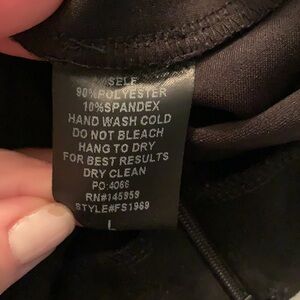 SELF
90%POLYESTER
10%SPANDEX
HAND WASH COLD
DO NOT BLEACH
HANG TO DRY
FOR BEST RESULTS
DRY CLEAN
PO:4066
RN#145959
STYLE#FS1969
L